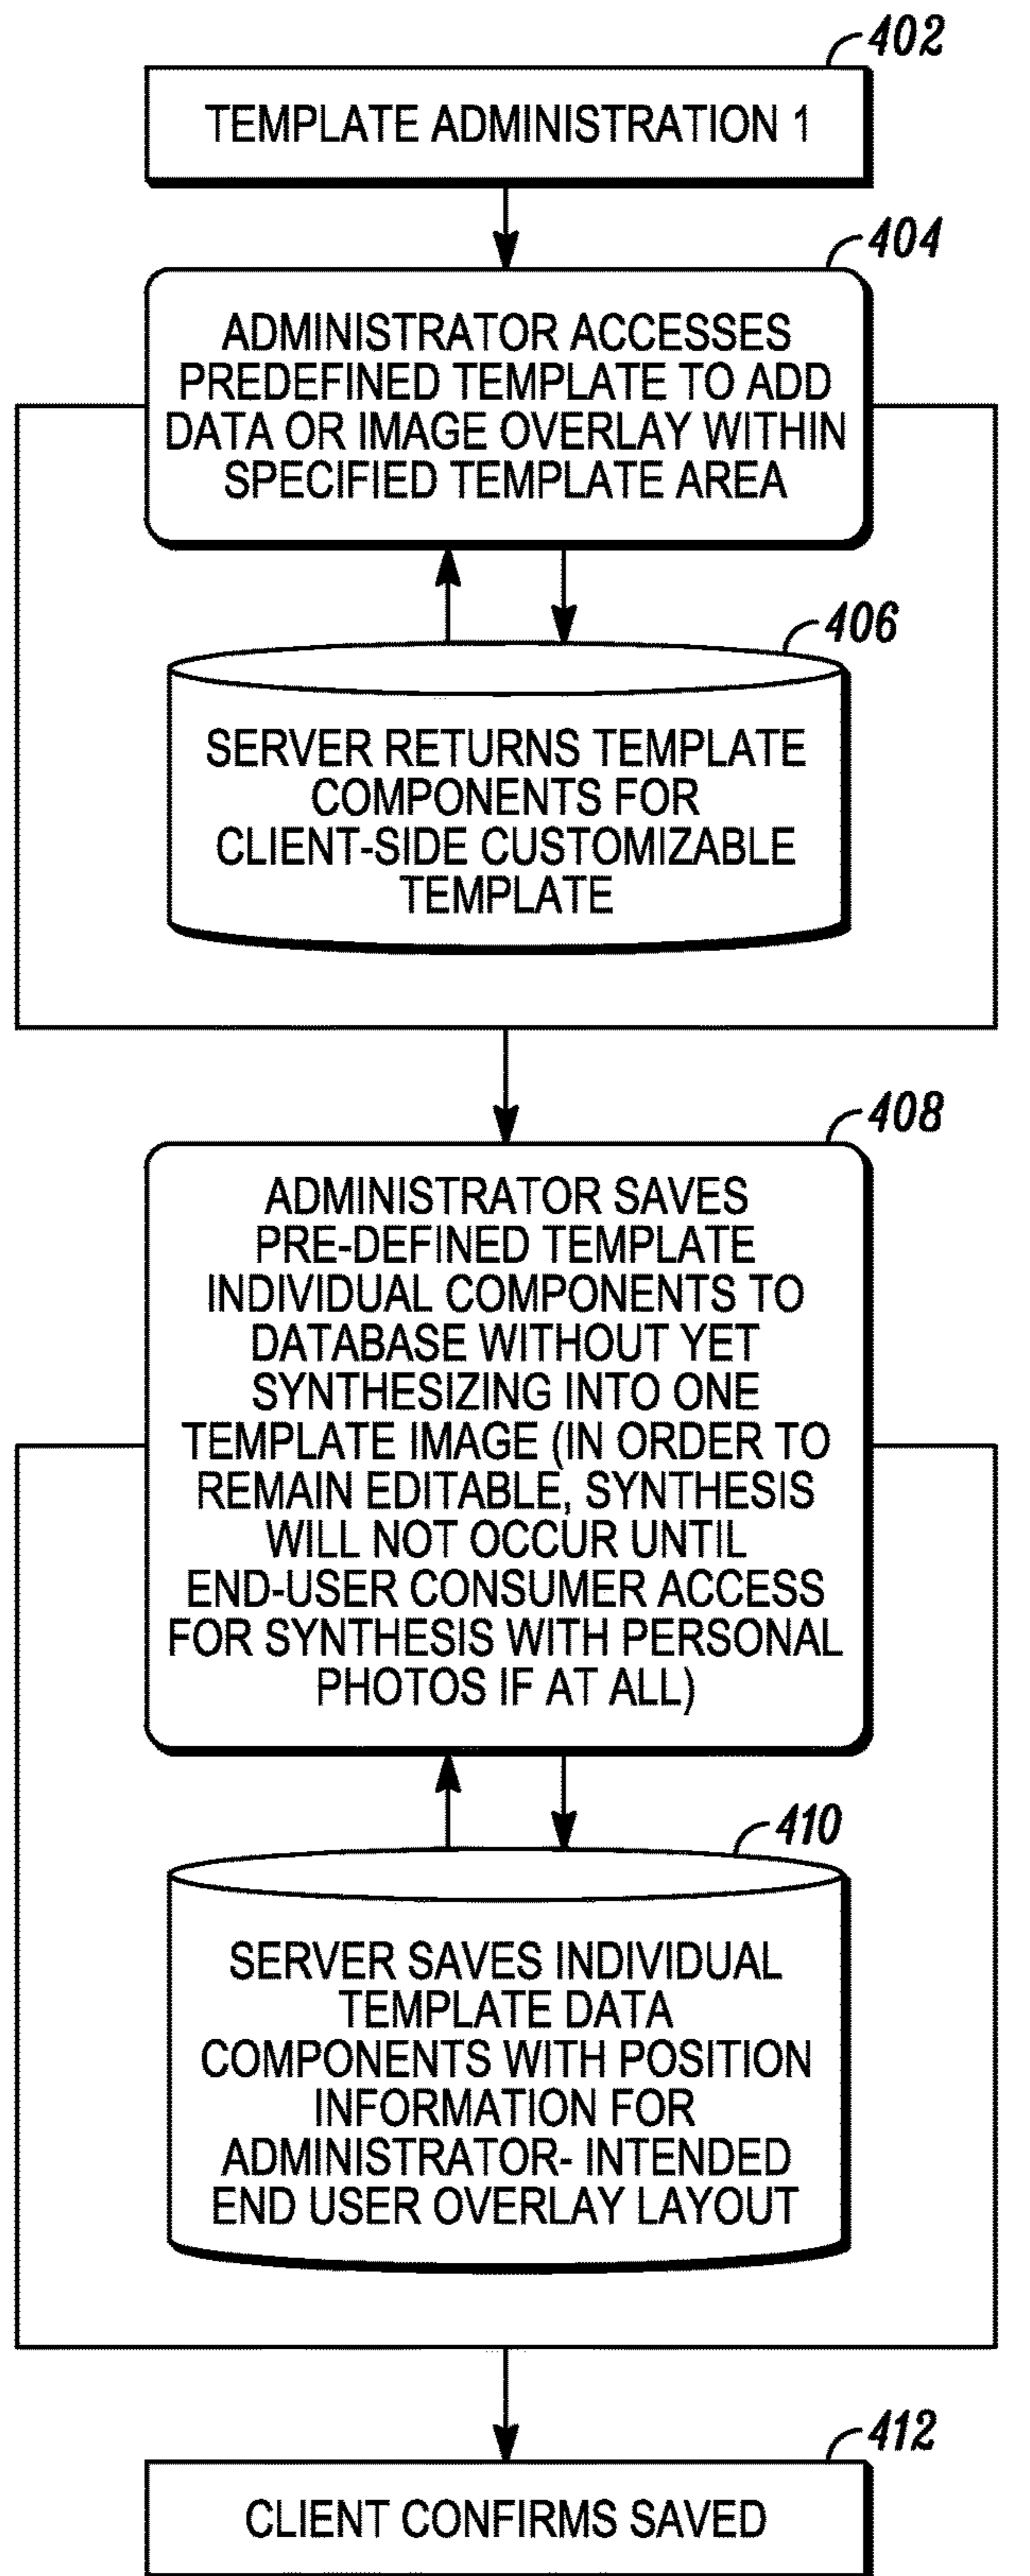 402
TEMPLATE ADMINISTRATION 1
404
ADMINISTRATOR ACCESSES
PREDEFINED TEMPLATE TO ADD
DATA OR IMAGE OVERLAY WITHIN
SPECIFIED TEMPLATE AREA
406
SERVER RETURNS TEMPLATE
COMPONENTS FOR
CLIENT-SIDE CUSTOMIZABLE
TEMPLATE
408
ADMINISTRATOR SAVES
PRE-DEFINED TEMPLATE
INDIVIDUAL COMPONENTS TO
DATABASE WITHOUT YET
SYNTHESIZING INTO ONE
TEMPLATE IMAGE (IN ORDER TO
REMAIN EDITABLE, SYNTHESIS
WILL NOT OCCUR UNTIL
END-USER CONSUMER ACCESS
FOR SYNTHESIS WITH PERSONAL
PHOTOS IF AT ALL)
410
SERVER SAVES INDIVIDUAL
TEMPLATE DATA
COMPONENTS WITH POSITION
INFORMATION FOR
ADMINISTRATOR- INTENDED
END USER OVERLAY LAYOUT
412
CLIENT CONFIRMS SAVED